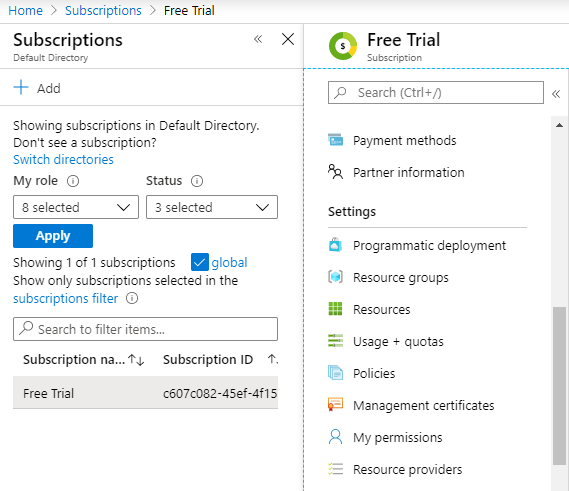 Home > Subscriptions > Free Trial
Subscriptions
Default Directory
Add
Showing subscriptions in Default Directory.
Don't see a subscription?
Switch directories
My role
Status
8 selected
3 selected
Apply
Showing 1 of 1 subscriptions
global
Show only subscriptions selected in the
subscriptions filter
Search to filter items...
Subscription na...
Subscription ID
Free Trial
c607c082-45ef-4f15
Free Trial
Subscription
Search (Ctrl+/)
Payment methods
Partner information
Settings
Programmatic deployment
Resource groups
Resources
Usage + quotas
Policies
Management certificates
My permissions
Resource providers